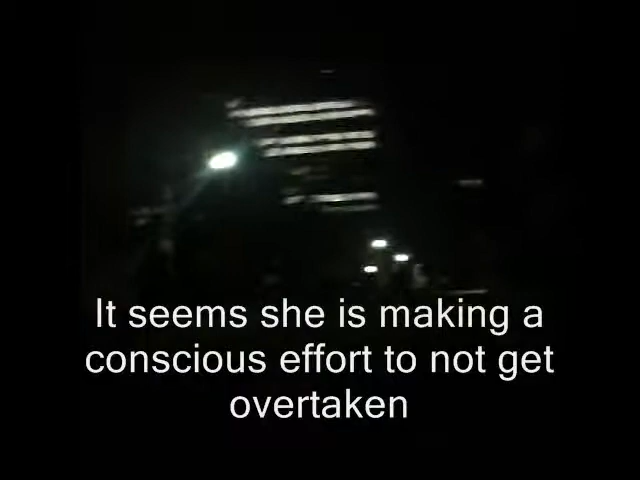 It seems she is making a
conscious effort to not get
overtaken